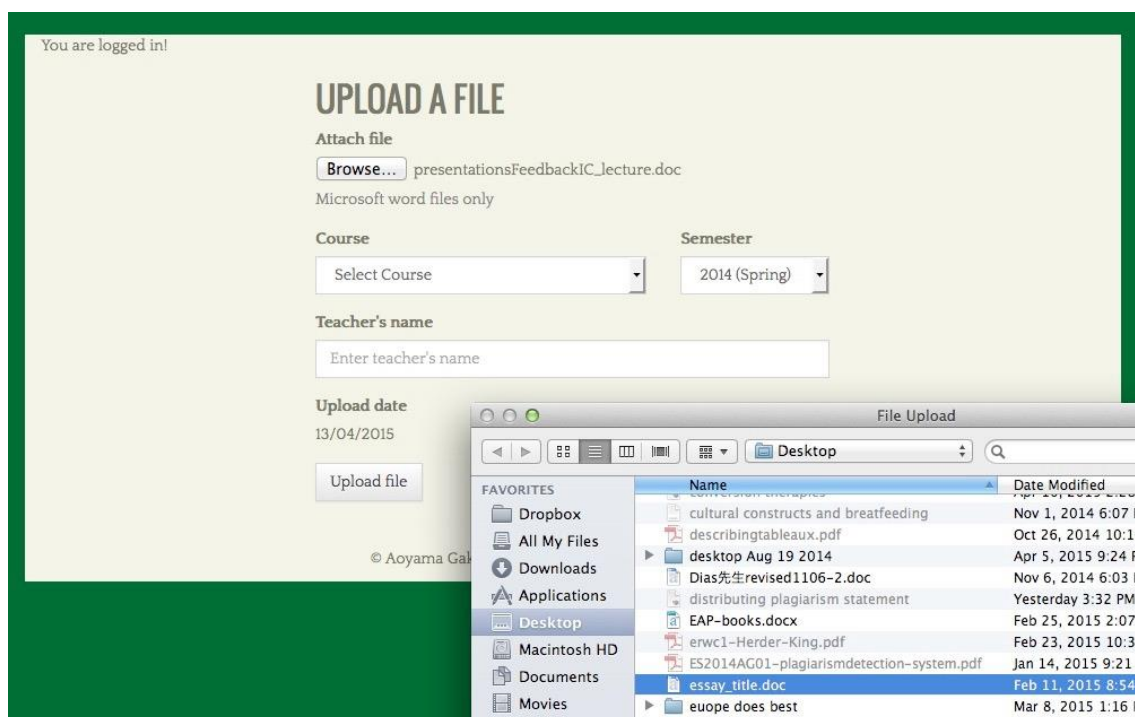 You are logged in!
UPLOAD A FILE
Attach file
Browse... presentationsFeedbackIC_lecture.doc
Microsoft word files only
Course Semester
Select Course 2014 (Spring)
Teacher's name
Enter teacher's name
Upload date
13/04/2015
Upload file
© Aoyama Gak
File Upload
Desktop
FAVORITES
Dropbox
All My Files
Downloads
Applications
Desktop
Macintosh HD
Documents
Movies
Name Date Modified
conversion therapies
cultural constructs and breastfeeding Nov 1, 2014 6:07
describingtableaux.pdf Oct 26, 2014 10:1
desktop Aug 19 2014 Apr 5, 2015 9:24
Dias先生revised1106-2.doc Nov 6, 2014 6:03
distributing plagiarism statement Yesterday 3:32 PM
EAP-books.docx Feb 25, 2015 2:07
erwc1-Herder-King.pdf Feb 23, 2015 10:3
ES2014AG01-plagiarismdetection-system.pdf Jan 14, 2015 9:21
essay_title.doc Feb 11, 2015 8:54
euope does best Mar 8, 2015 1:16